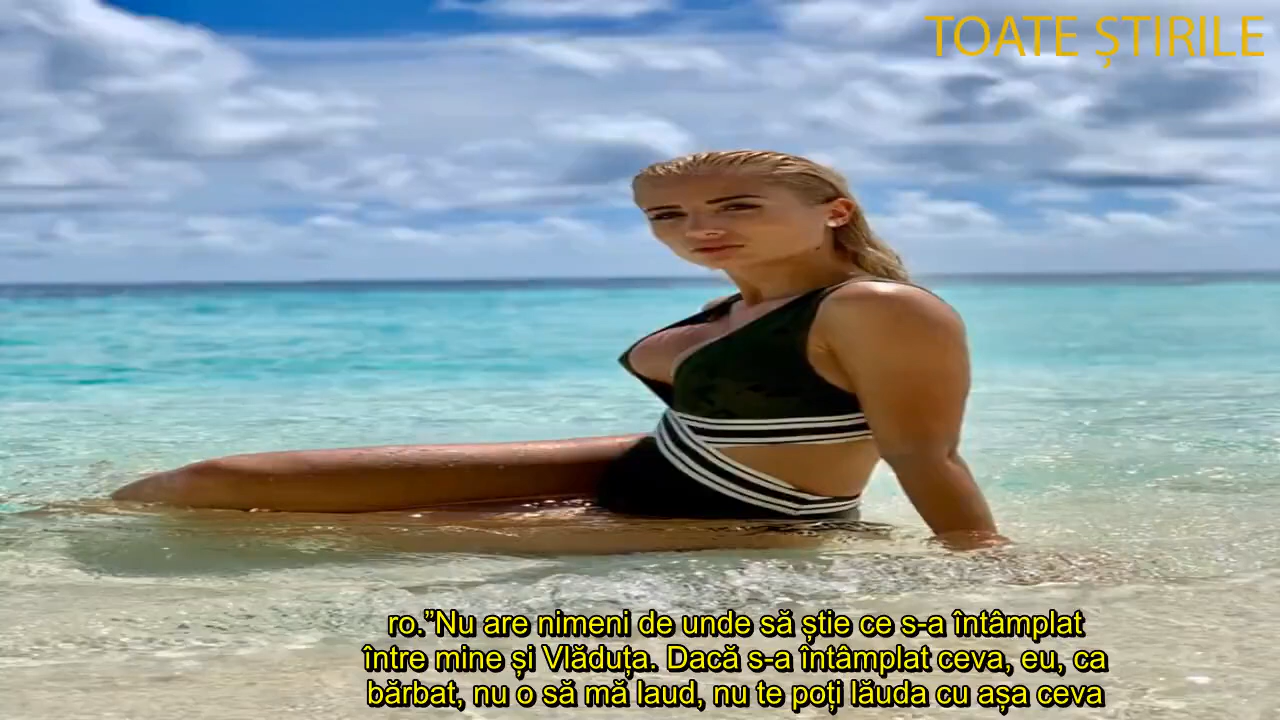 TOATE ȘTIRILE
ro.”Nu are nimeni de unde să știe ce s-a întâmplat
între mine și Vlăduța. Dacă s-a întâmplat ceva, eu, ca
bărbat, nu o să mă laud, nu te poți lăuda cu așa ceva